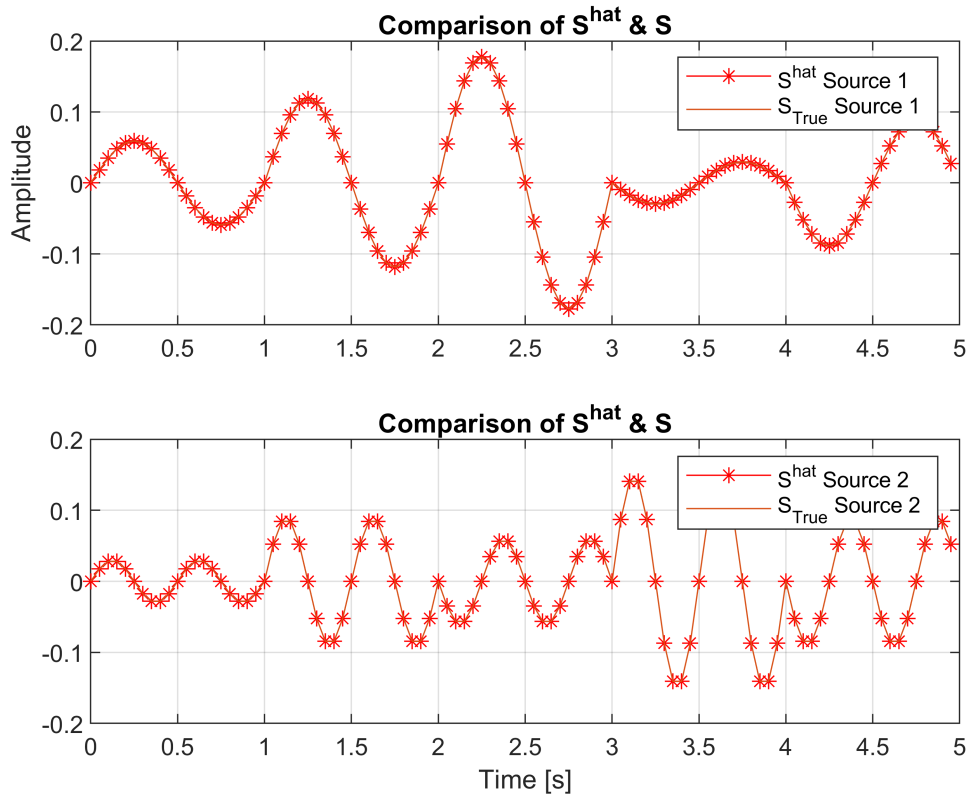 Comparison of S^hat & S
0.2
0.1
0
-0.1
-0.2
Amplitude
S^hat Source 1
S_True Source 1
0 0.5 1 1.5 2 2.5 3 3.5 4 4.5 5
Comparison of S^hat & S
0.2
0.1
0
-0.1
-0.2
S^hat Source 2
S_True Source 2
0 0.5 1 1.5 2 2.5 3 3.5 4 4.5 5
Time [s]